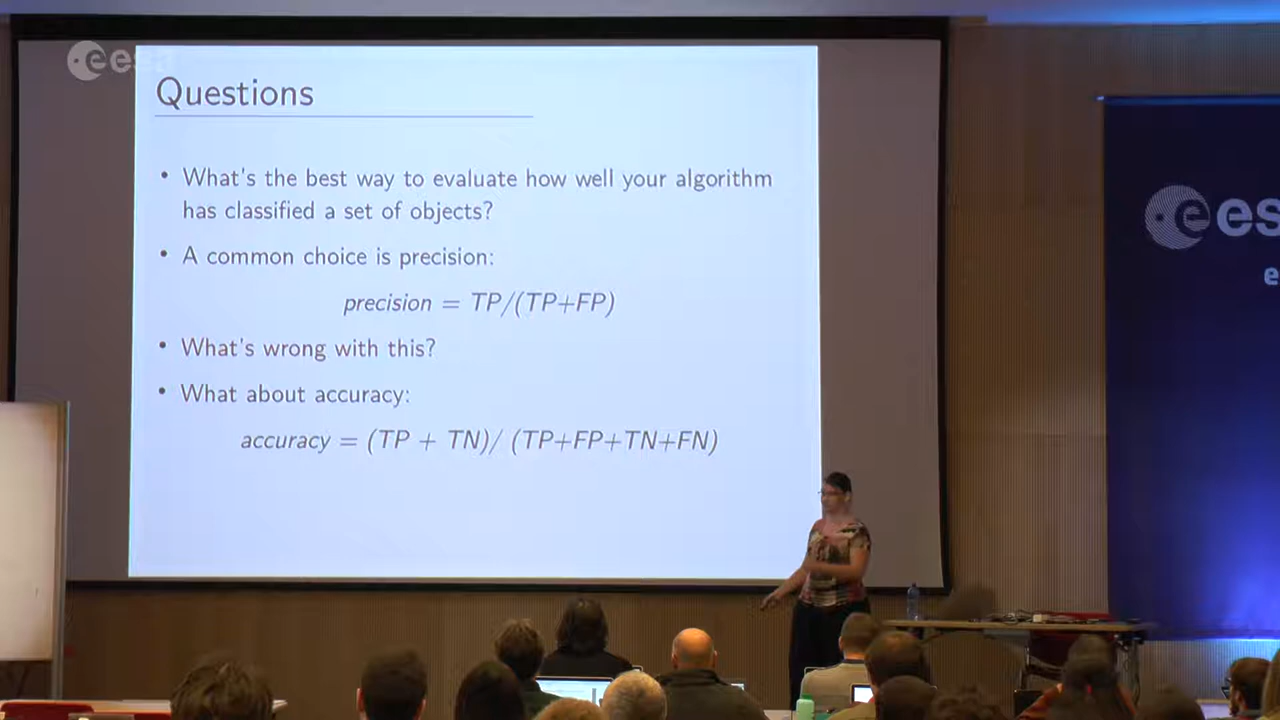 esa
Questions
• What's the best way to evaluate how well your algorithm
has classified a set of objects?
• A common choice is precision:
precision = TP/(TP+FP)
• What's wrong with this?
• What about accuracy:
accuracy = (TP + TN)/ (TP+FP+TN+FN)
es
e